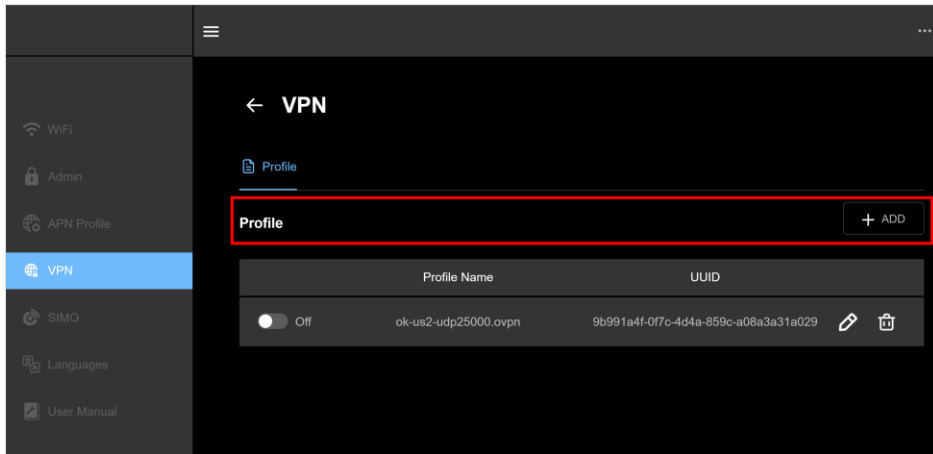 WiFi
Admin
APN Profile
VPN
SIMO
Languages
User Manual
VPN
Profile
Profile
ADD
Profile Name UUID
Off ok-us2-udp25000.ovpn 9b991a4f-0f7c-4d4a-859c-a08a3a31a029